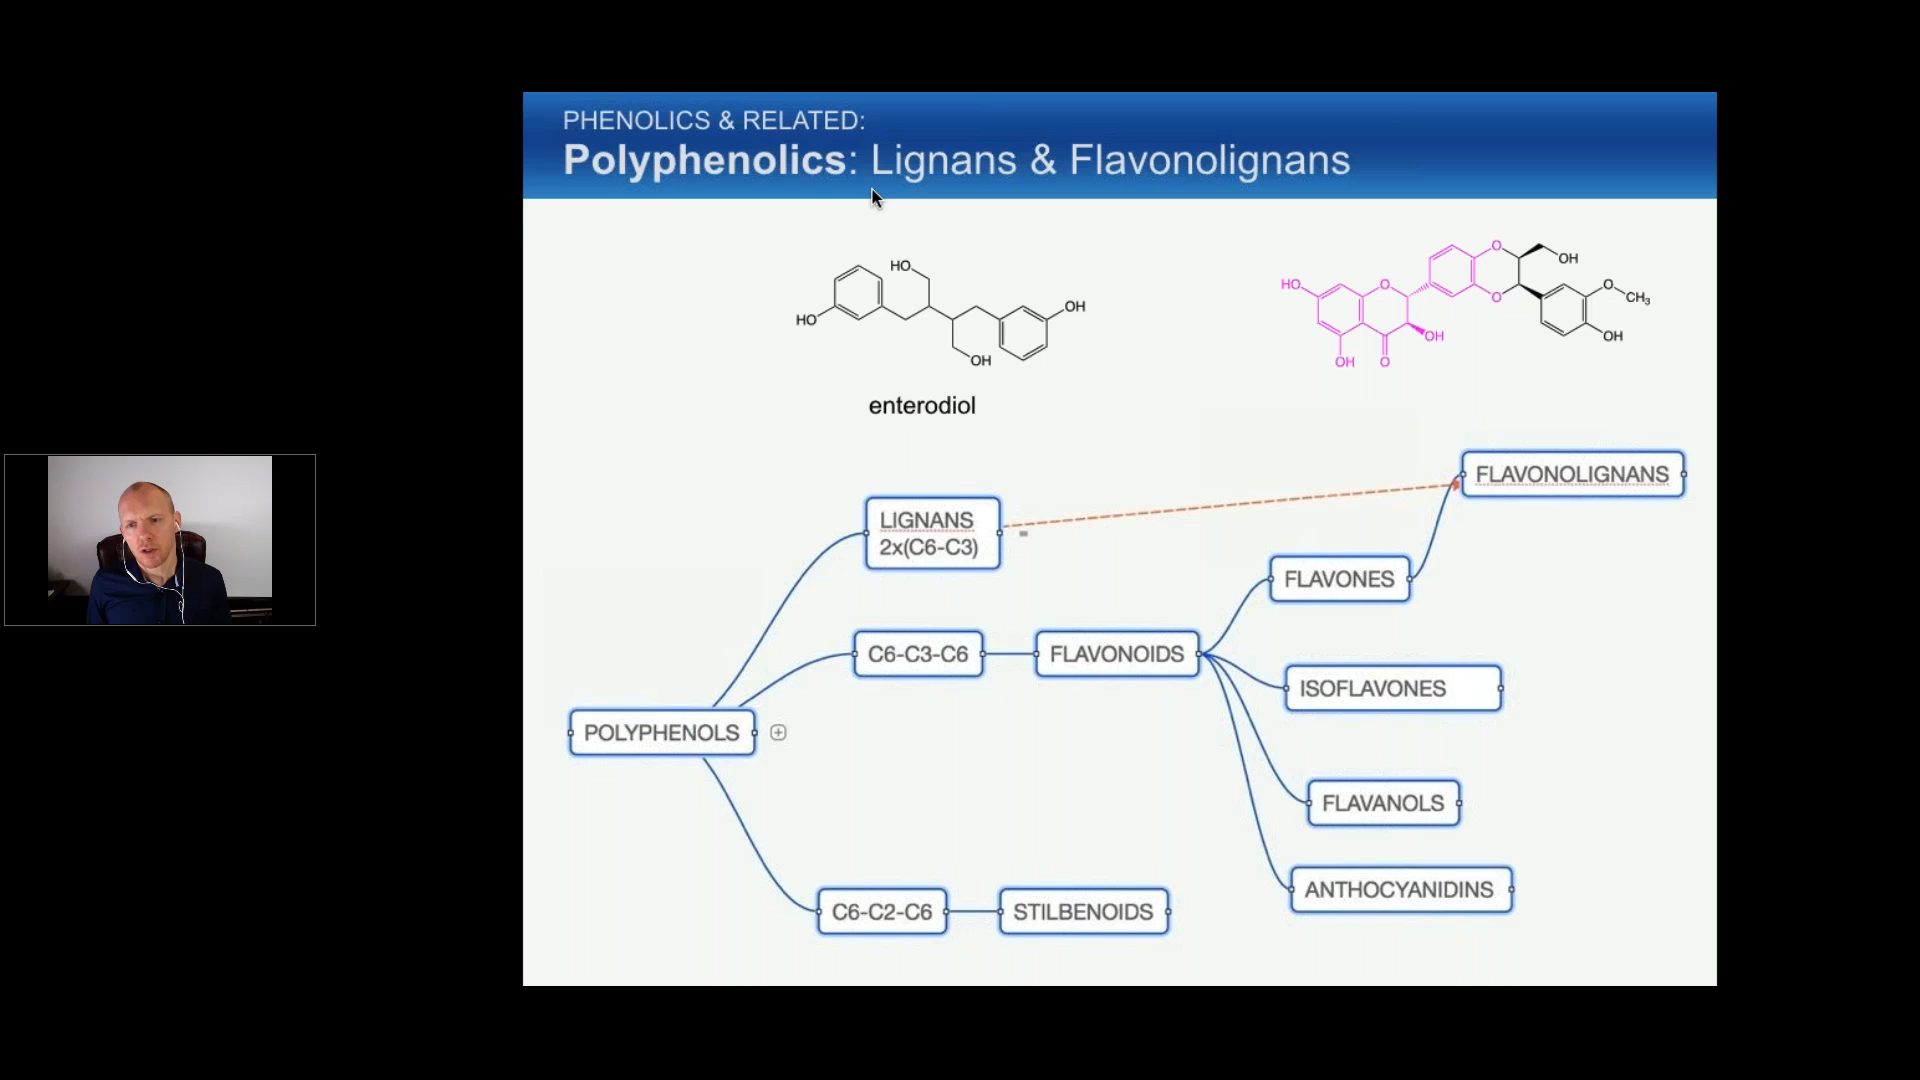 PHENOLICS & RELATED:
Polyphenolics: Lignans & Flavonolignans
HO
HO
OH
OH
HO
O
OH
O
OH
O
O
OH
O
CH3
OH
enterodiol
FLAVONOLIGNANS
LIGNANS
2x(C6-C3)
FLAVONES
C6-C3-C6
FLAVONOIDS
ISOFLAVONES
POLYPHENOLS
FLAVANOLS
ANTHOCYANIDINS
C6-C2-C6
STILBENOIDS